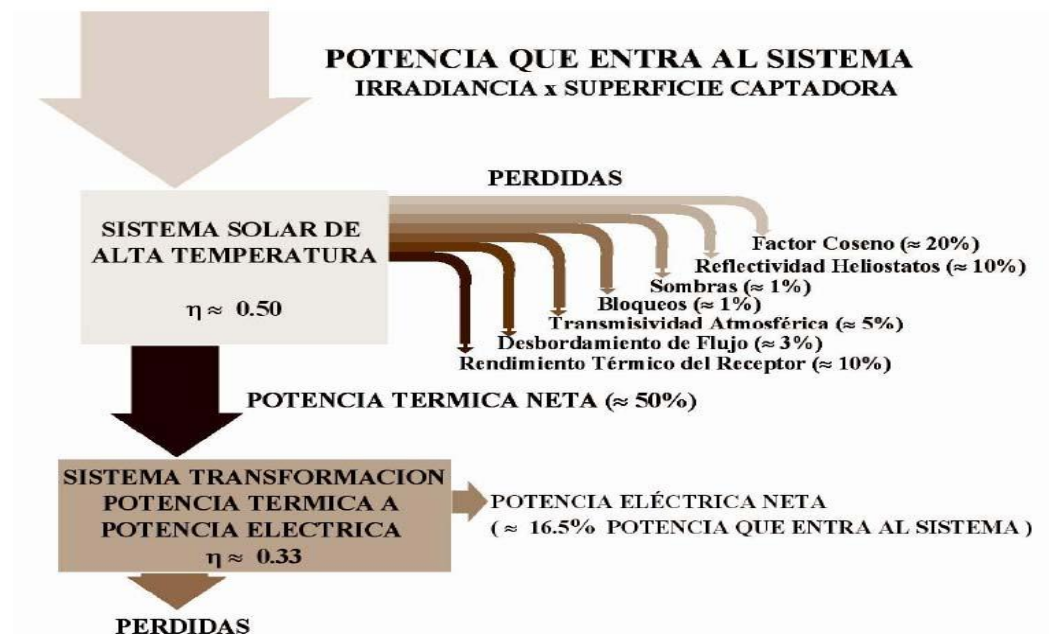 POTENCIA QUE ENTRA AL SISTEMA
IRRADIANCIA x SUPERFICIE CAPTADORA
PERDIDAS
SISTEMA SOLAR DE
ALTA TEMPERATURA
η ≈ 0.50
Factor Coseno (≈ 20%)
Reflectividad Heliostatos (≈ 10%)
Sombras (≈ 1%)
Bloqueos (≈ 1%)
Transmisividad Atmosférica (≈ 5%)
Desbordamiento de Flujo (≈ 3%)
Rendimiento Térmico del Receptor (≈ 10%)
POTENCIA TERMICA NETA (≈ 50%)
SISTEMA TRANSFORMACION
POTENCIA TERMICA A
POTENCIA ELECTRICA
η ≈ 0.33
POTENCIA ELÉCTRICA NETA
( ≈ 16.5% POTENCIA QUE ENTRA AL SISTEMA )
PERDIDAS